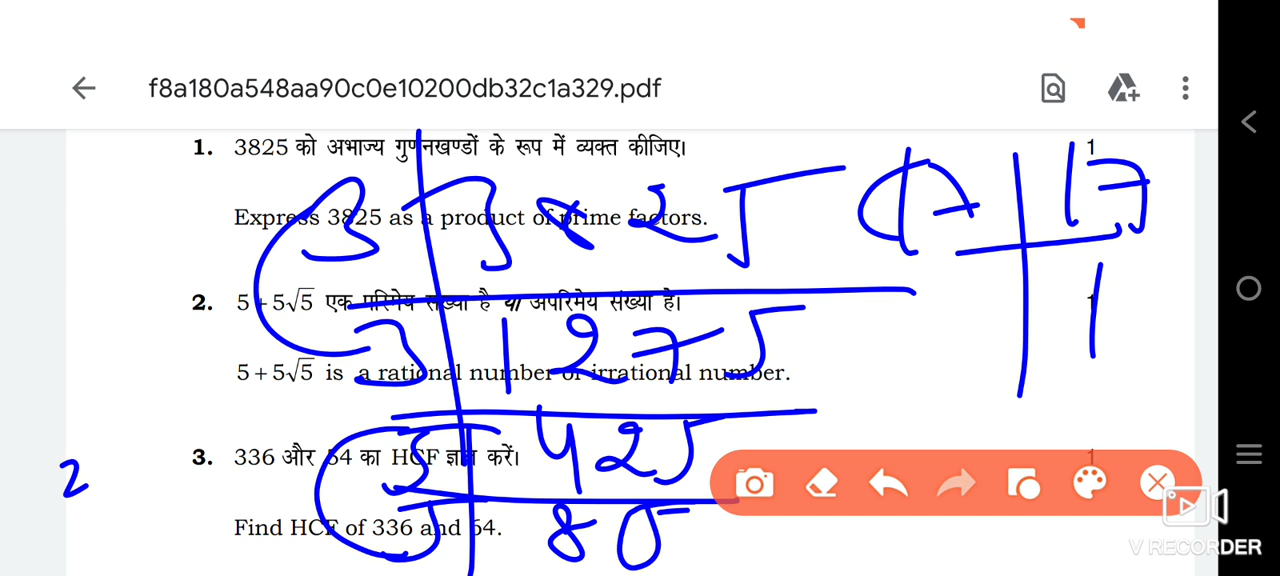 f8a180a548aa90c0e10200db32c1a329.pdf
1. 3825 को अभाज्य गुणनखण्डों के रूप में व्यक्त कीजिए। 1
Express 3825 as a product of prime factors.
3 3825 17 17
2. 5 + 5√5 एक परिमेय संख्या है या अपरिमेय संख्या है। 1
3 1275 1
5 + 5√5 is a rational number or irrational number.
3. 336 और 54 का HCF ज्ञात करें। 1
5 425
2
Find HCF of 336 and 54.
5 85
V RECORDER